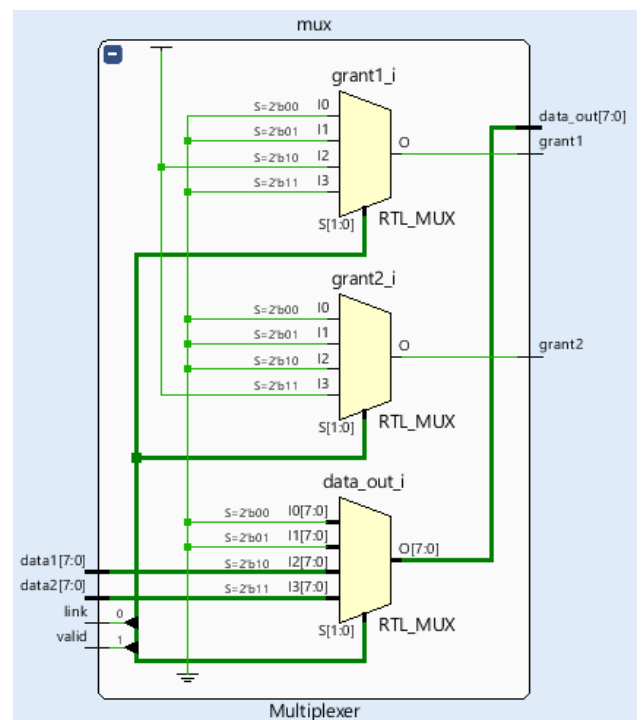 mux
grant1_i
S=2'b00 I0
S=2'b01 I1
S=2'b10 I2
S=2'b11 I3
O
S[1:0] RTL_MUX
data_out[7:0]
grant1
grant2_i
S=2'b00 I0
S=2'b01 I1
S=2'b10 I2
S=2'b11 I3
O
S[1:0] RTL_MUX
grant2
data_out_i
S=2'b00 I0[7:0]
S=2'b01 I1[7:0]
S=2'b10 I2[7:0]
S=2'b11 I3[7:0]
O[7:0]
S[1:0] RTL_MUX
data1[7:0]
data2[7:0]
link 0
valid 1
Multiplexer